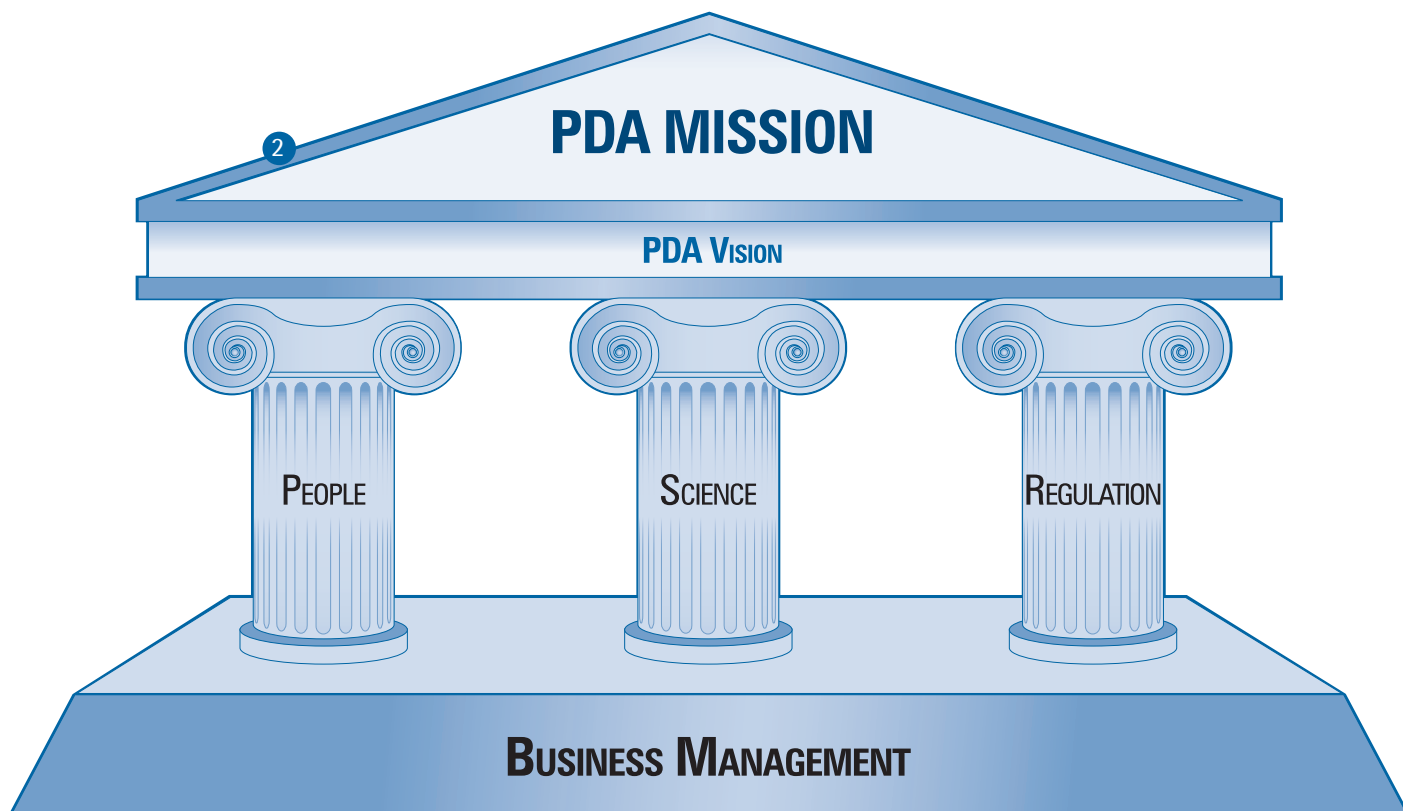 PDA MISSION
2
PDA VISION
PEOPLE
SCIENCE
REGULATION
BUSINESS MANAGEMENT